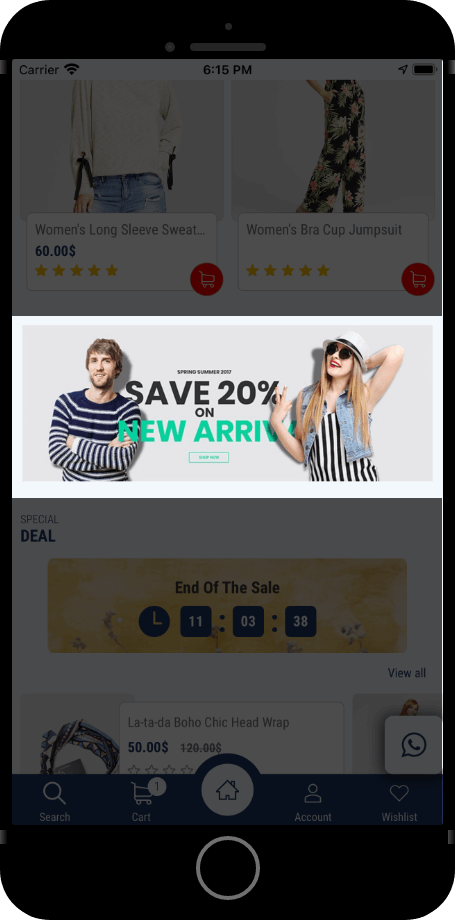 Carrier
6:15 PM
Women's Long Sleeve Sweat...
60.00$
Women's Bra Cup Jumpsuit
SPRING SUMMER 2017
SAVE 20%
ON
NEW ARRIV
SHOP NOW
SPECIAL
DEAL
End Of The Sale
11 : 03 : 38
View all
La-ta-da Boho Chic Head Wrap
50.00$ 120.00$
1
Search
Cart
Account
Wishlist